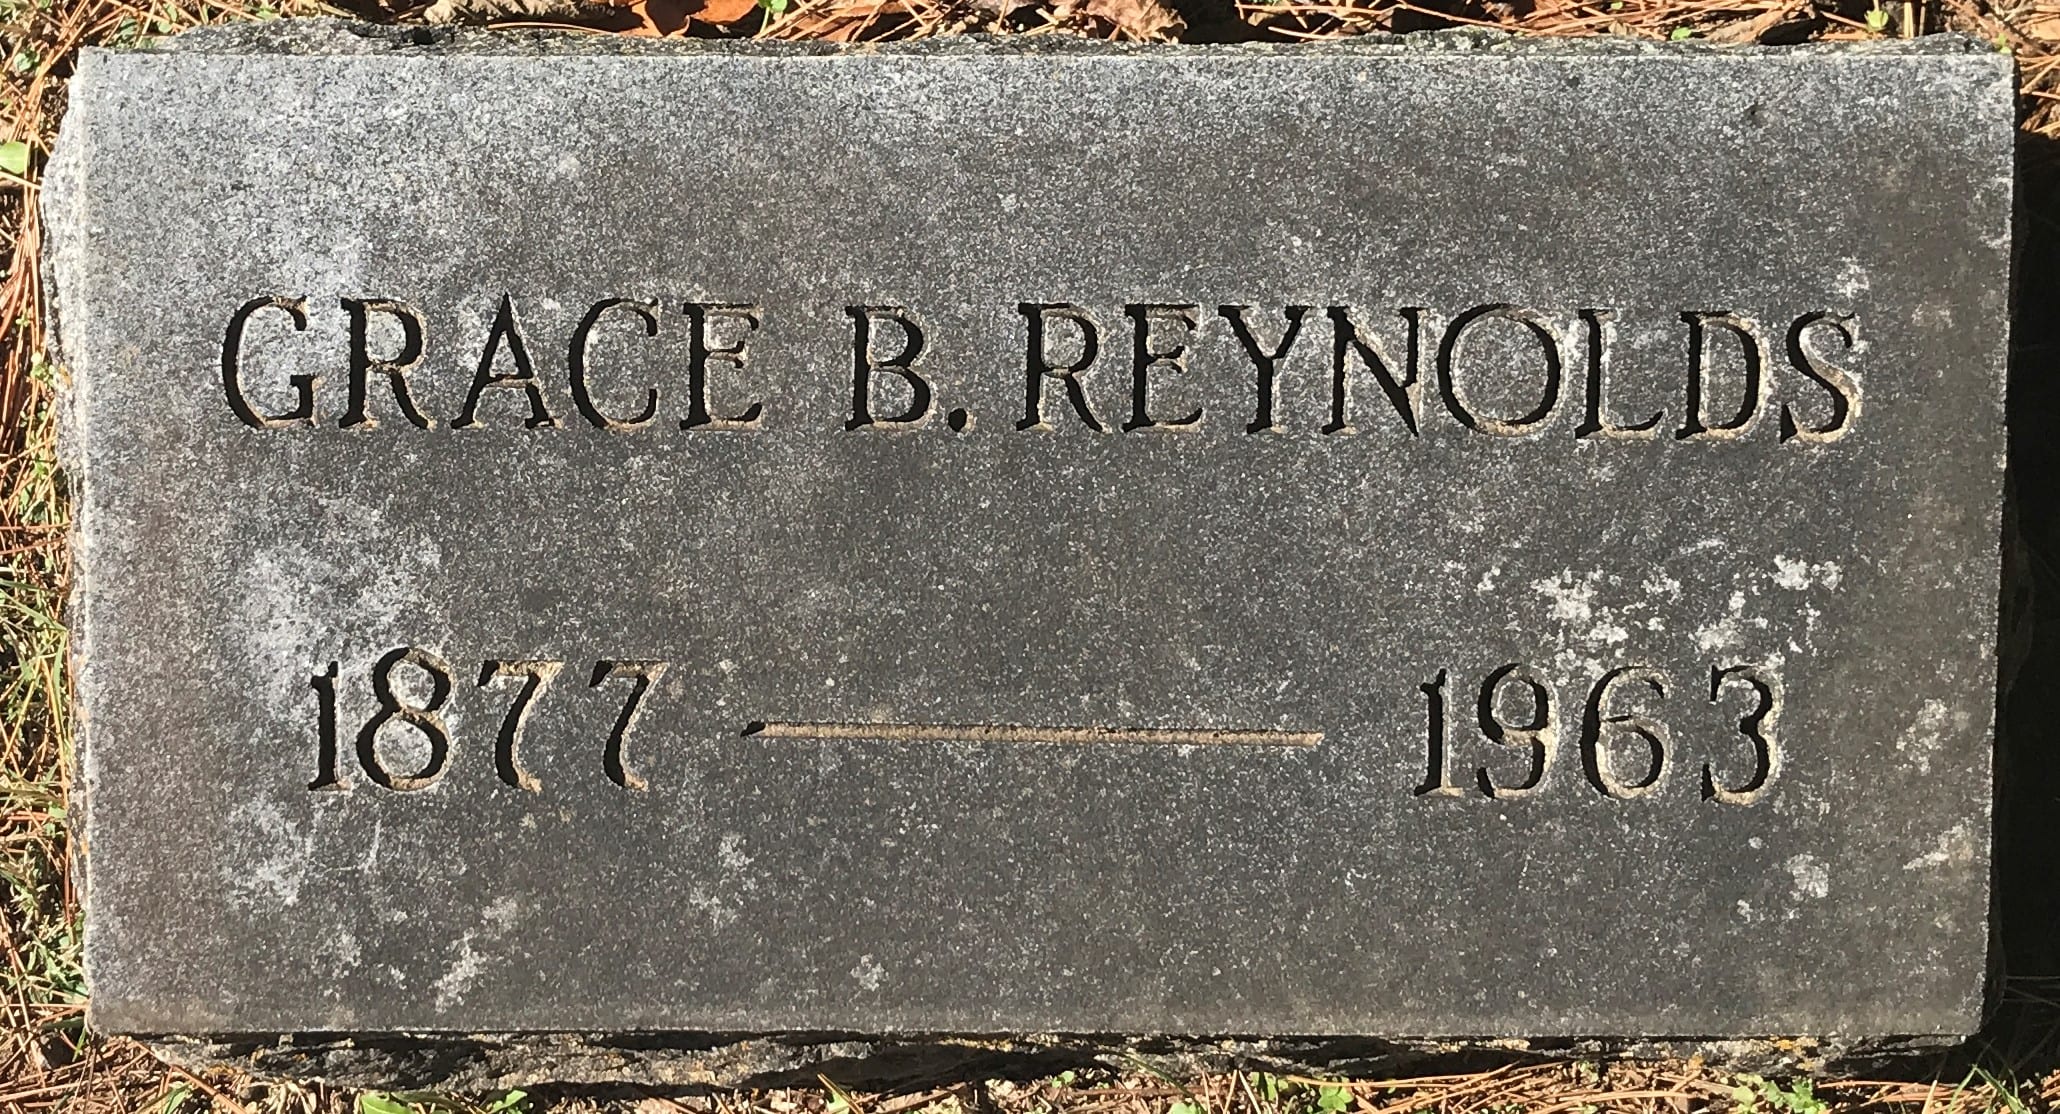 GRACE B. REYNOLDS
1877 — 1963